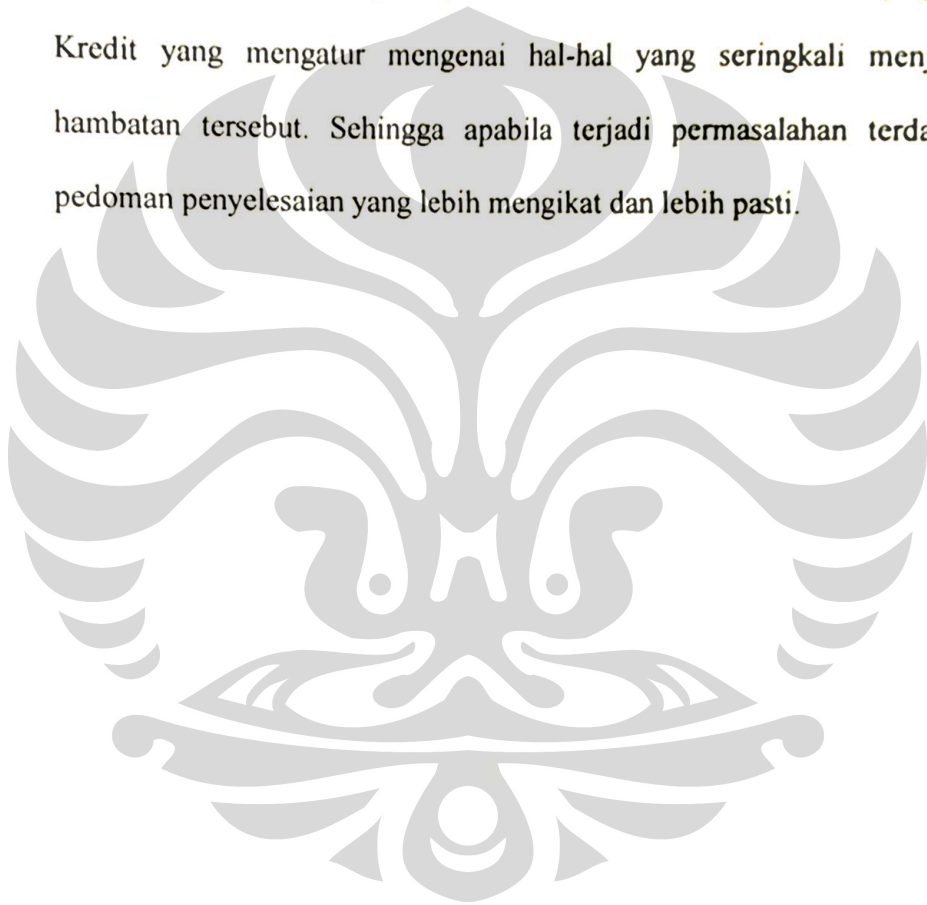 Kredit yang mengatur mengenai hal-hal yang seringkali
hambatan tersebut. Sehingga apabila terjadi permasalahan
pedoman penyelesaian yang lebih mengikat dan lebih pasti.